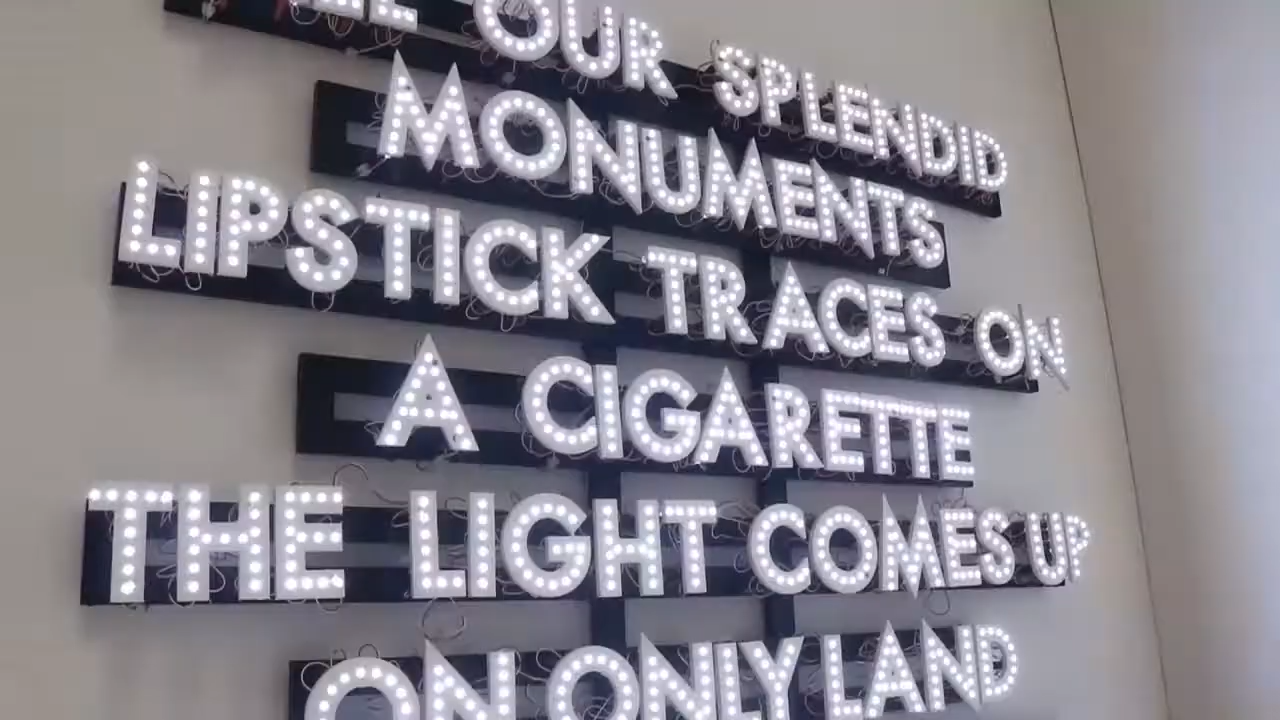 OUR SPLENDID
MONUMENTS
LIPSTICK TRACES ON
A CIGARETTE
THE LIGHT COMES UP
ON ONLY LAND